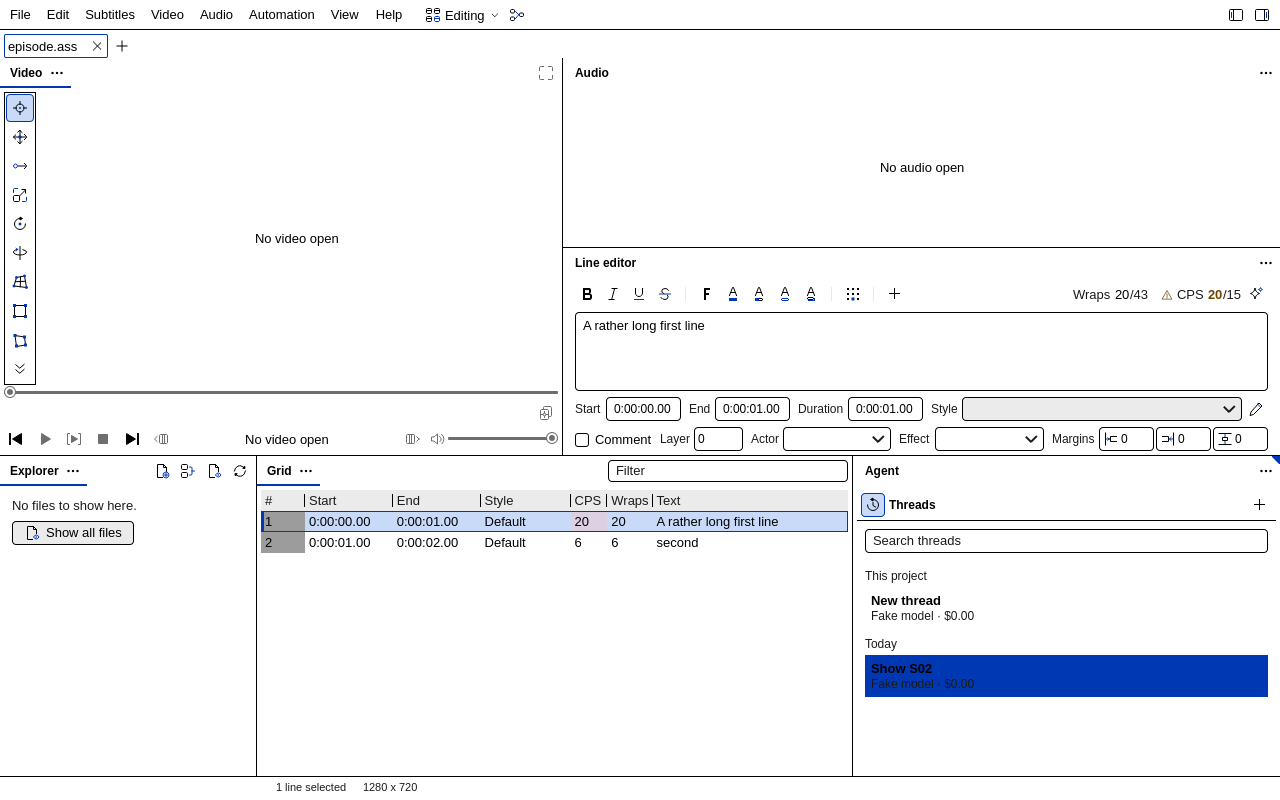 File Edit Subtitles Video Audio Automation View Help Editing
episode.ass
Video
Audio
No video open
No audio open
Line editor
Wraps 20/43 CPS 20/15
A rather long first line
Start 0:00:00.00 End 0:00:01.00 Duration 0:00:01.00 Style
No video open
Comment Layer 0 Actor Effect Margins 0 0 0
Explorer
No files to show here.
Show all files
Grid
Filter
# Start End Style CPS Wraps Text
1 0:00:00.00 0:00:01.00 Default 20 20 A rather long first line
2 0:00:01.00 0:00:02.00 Default 6 6 second
Agent
Threads
Search threads
This project
New thread
Fake model · $0.00
Today
Show S02
Fake model · $0.00
1 line selected 1280 x 720